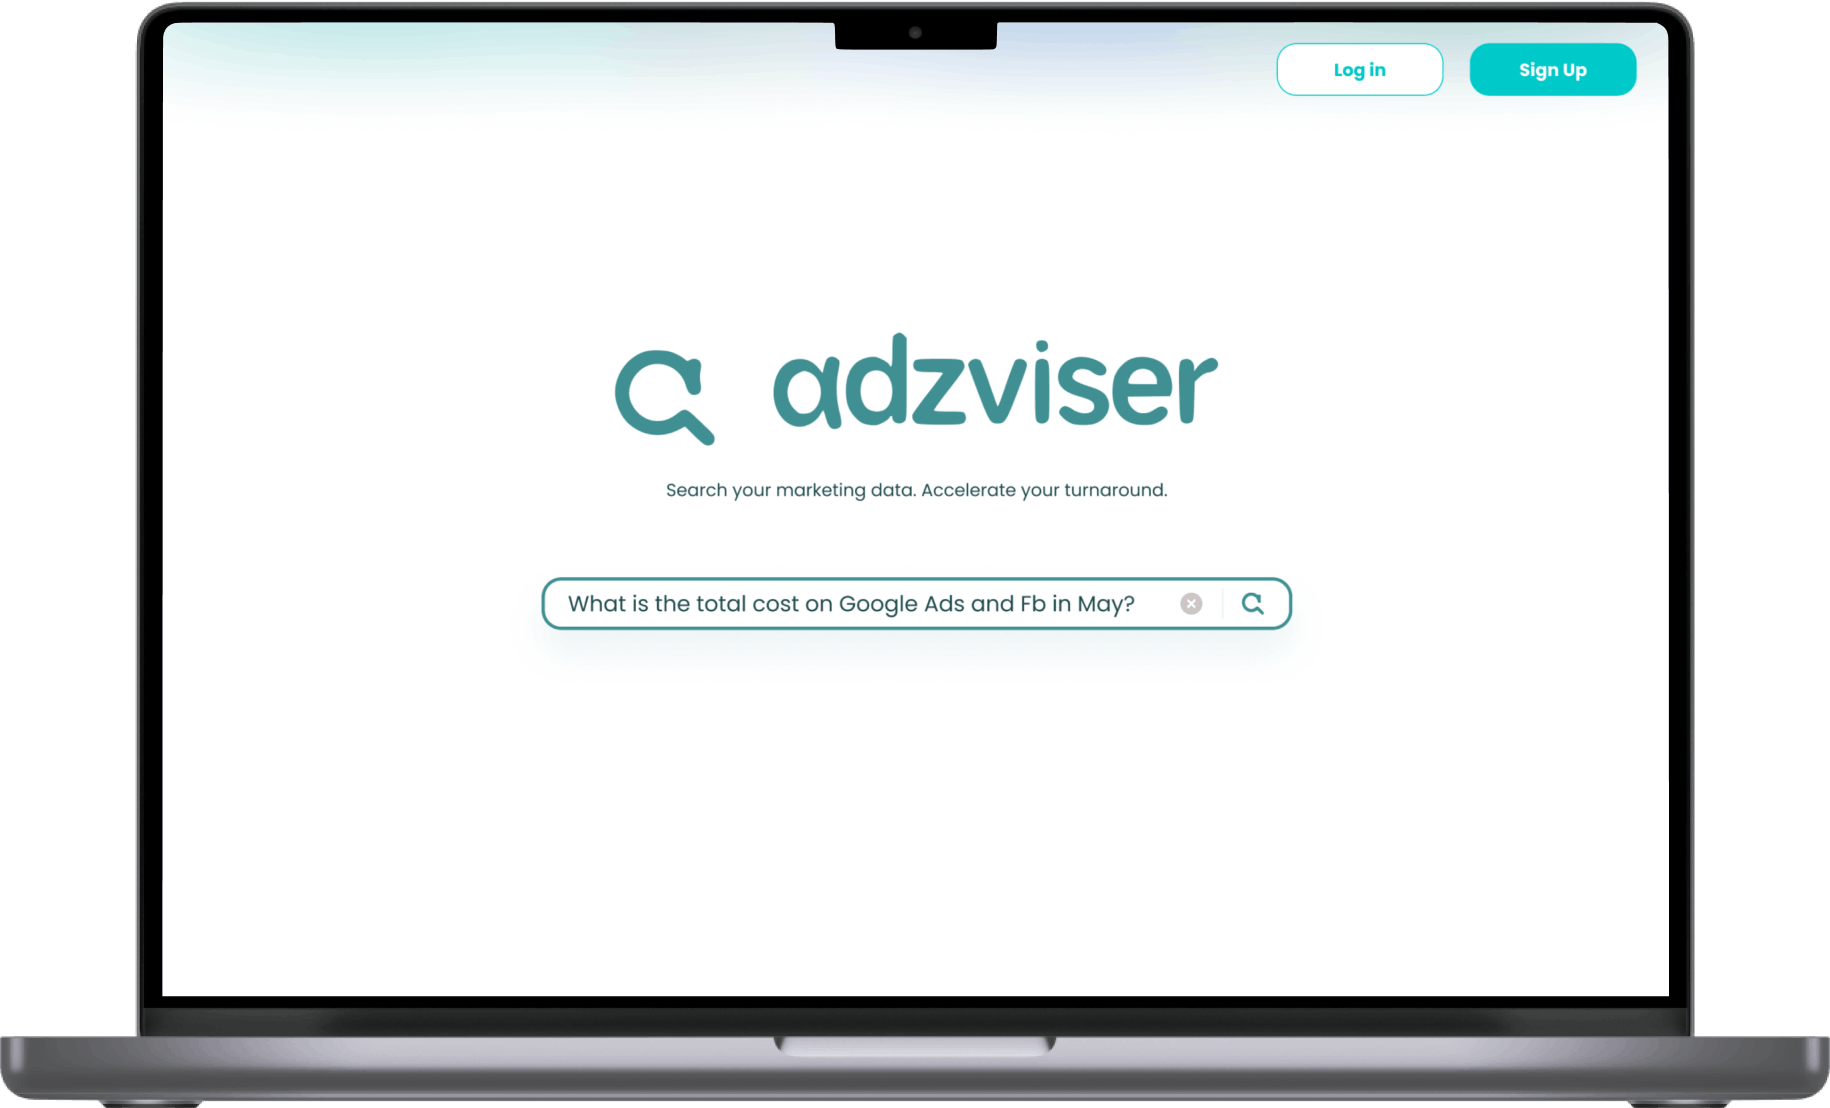 Log in
Sign Up
adzviser
Search your marketing data. Accelerate your turnaround.
What is the total cost on Google Ads and Fb in May?